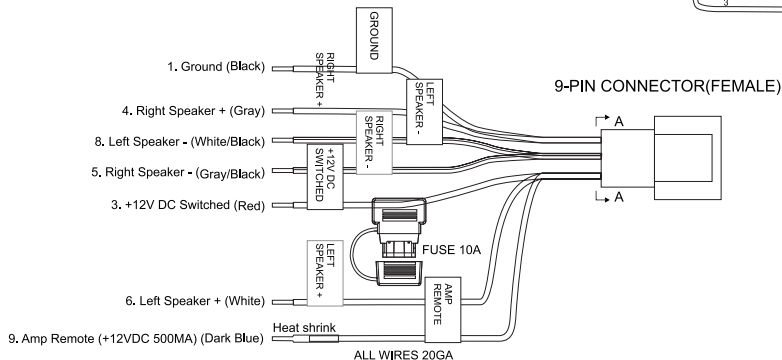 3
GROUND
1. Ground (Black)
RIGHT
SPEAKER +
9-PIN CONNECTOR(FEMALE)
LEFT
SPEAKER -
4. Right Speaker + (Gray)
RIGHT
SPEAKER -
A
8. Left Speaker - (White/Black)
+12V DC
SWITCHED
5. Right Speaker - (Gray/Black)
A
3. +12V DC Switched (Red)
FUSE 10A
LEFT
SPEAKER +
AMP
REMOTE
6. Left Speaker + (White)
Heat shrink
9. Amp Remote (+12VDC 500MA) (Dark Blue)
ALL WIRES 20GA